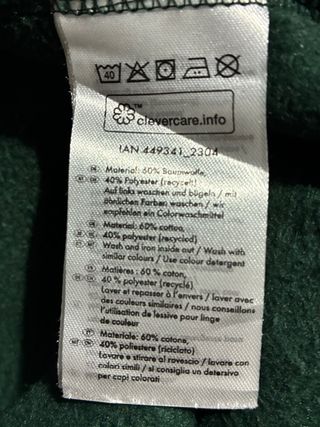 40
clevercare.info
IAN 449341_2304
Material: 60% Baumwolle,
40% Polyester (recycelt)
Auf links waschen und bügeln / mit
ähnlichen Farben waschen / wir
empfehlen ein Colorwaschmittel
Material: 60% cotton,
40% polyester (recycled)
Wash and iron inside out / Wash with
similar colours / Use colour detergent
Matières : 60 % coton,
40 % polyester (recyclé)
Laver et repasser à l'envers / laver avec
des couleurs similaires / nous conseillons
l'utilisation de lessive pour linge
de couleur
Materiale: 60% cotone,
40% poliestere (riciclato)
Lavare e stirare al rovescio / lavare con
colori simili / si consiglia un detersivo
per capi colorati